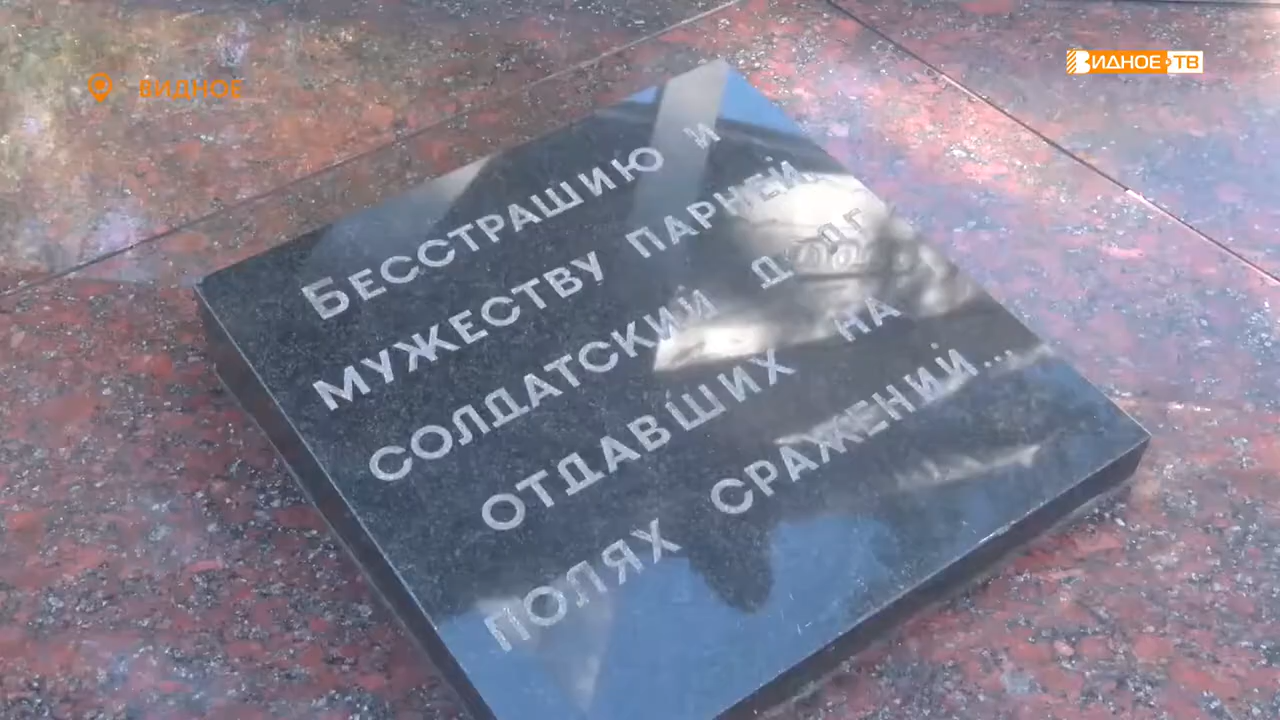 ВИДНОЕ
ВИДНОЕ ТВ
БЕССТРАШИЮ И
МУЖЕСТВУ ПАРНЕЙ,
СОЛДАТСКИЙ ДОЛГ
ОТДАВШИХ НА
ПОЛЯХ СРАЖЕНИЙ...